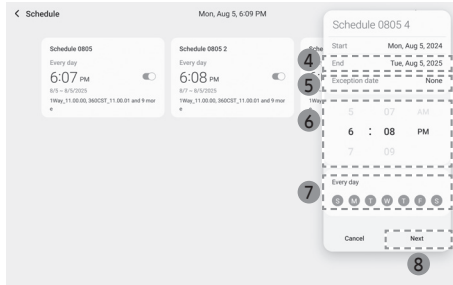 < Schedule
Mon, Aug 5, 6:09 PM
Schedule 0805
Every day
6:07 PM
8/5 ~ 8/5/2025
1Way_11.00.00, 360CST_11.00.01 and 9 mor
e
Schedule 0805 2
Every day
6:08 PM
8/7 ~ 8/5/2025
1Way_11.00.00, 360CST_11.00.01 and 9 mor
e
Sche
1Way
Schedule 0805 4
Start Mon, Aug 5, 2024
4 End Tue, Aug 5, 2025
5 Exception date None
5 07 AM
6 6 : 08 PM
7 09
Every day
7 S M T W T F S
Cancel Next
8